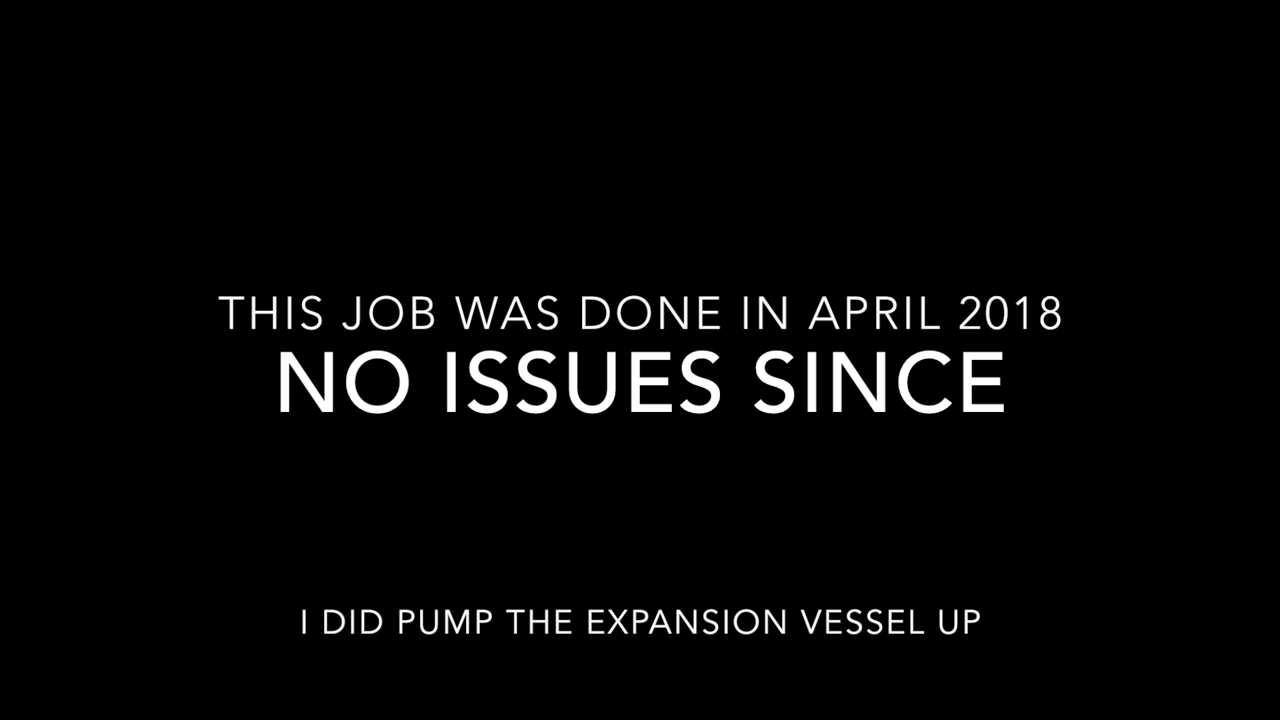 THIS JOB WAS DONE IN APRIL 2018
NO ISSUES SINCE
I DID PUMP THE EXPANSION VESSEL UP